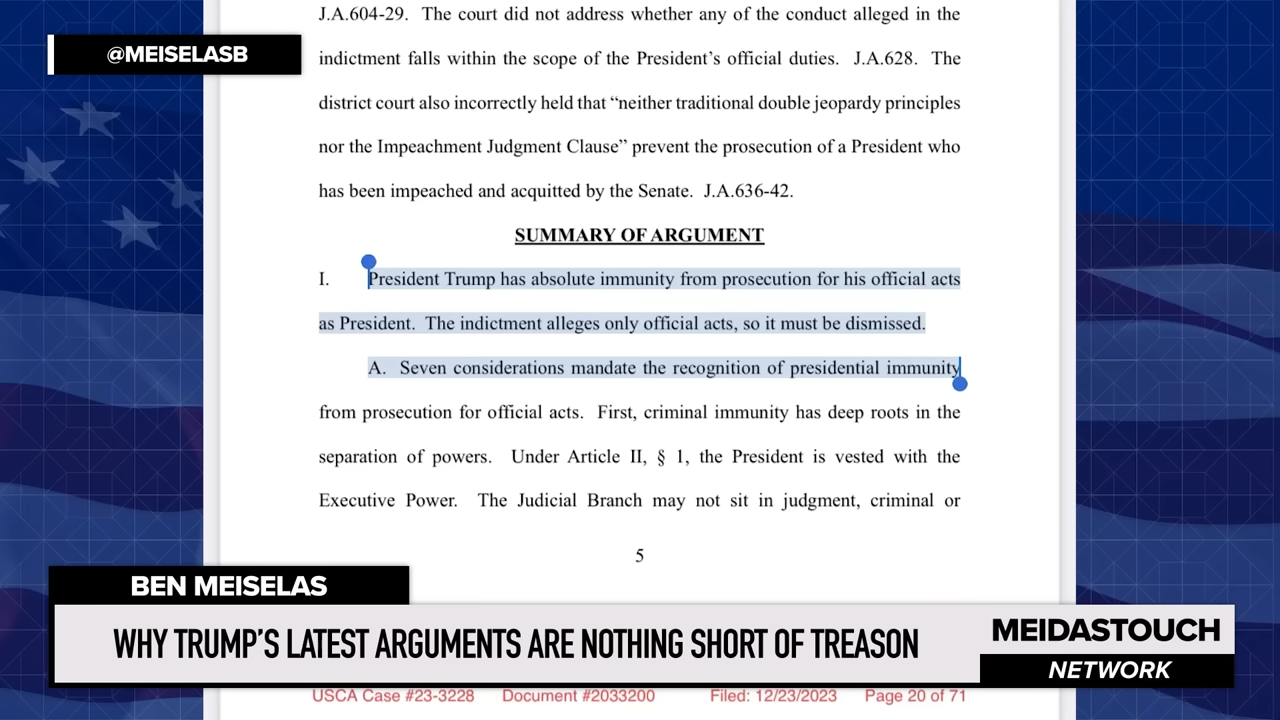 @MEISELASB
J.A.604-29. The court did not address whether any of the conduct alleged in the
indictment falls within the scope of the President’s official duties. J.A.628. The
district court also incorrectly held that “neither traditional double jeopardy principles
nor the Impeachment Judgment Clause” prevent the prosecution of a President who
has been impeached and acquitted by the Senate. J.A.636-42.
SUMMARY OF ARGUMENT
I. President Trump has absolute immunity from prosecution for his official acts
as President. The indictment alleges only official acts, so it must be dismissed.
A. Seven considerations mandate the recognition of presidential immunity
from prosecution for official acts. First, criminal immunity has deep roots in the
separation of powers. Under Article II, § 1, the President is vested with the
Executive Power. The Judicial Branch may not sit in judgment, criminal or
5
BEN MEISELAS
WHY TRUMP’S LATEST ARGUMENTS ARE NOTHING SHORT OF TREASON
MEIDASTOUCH
NETWORK
USCA Case #23-3228 Document #2033200 Filed: 12/23/2023 Page 20 of 71